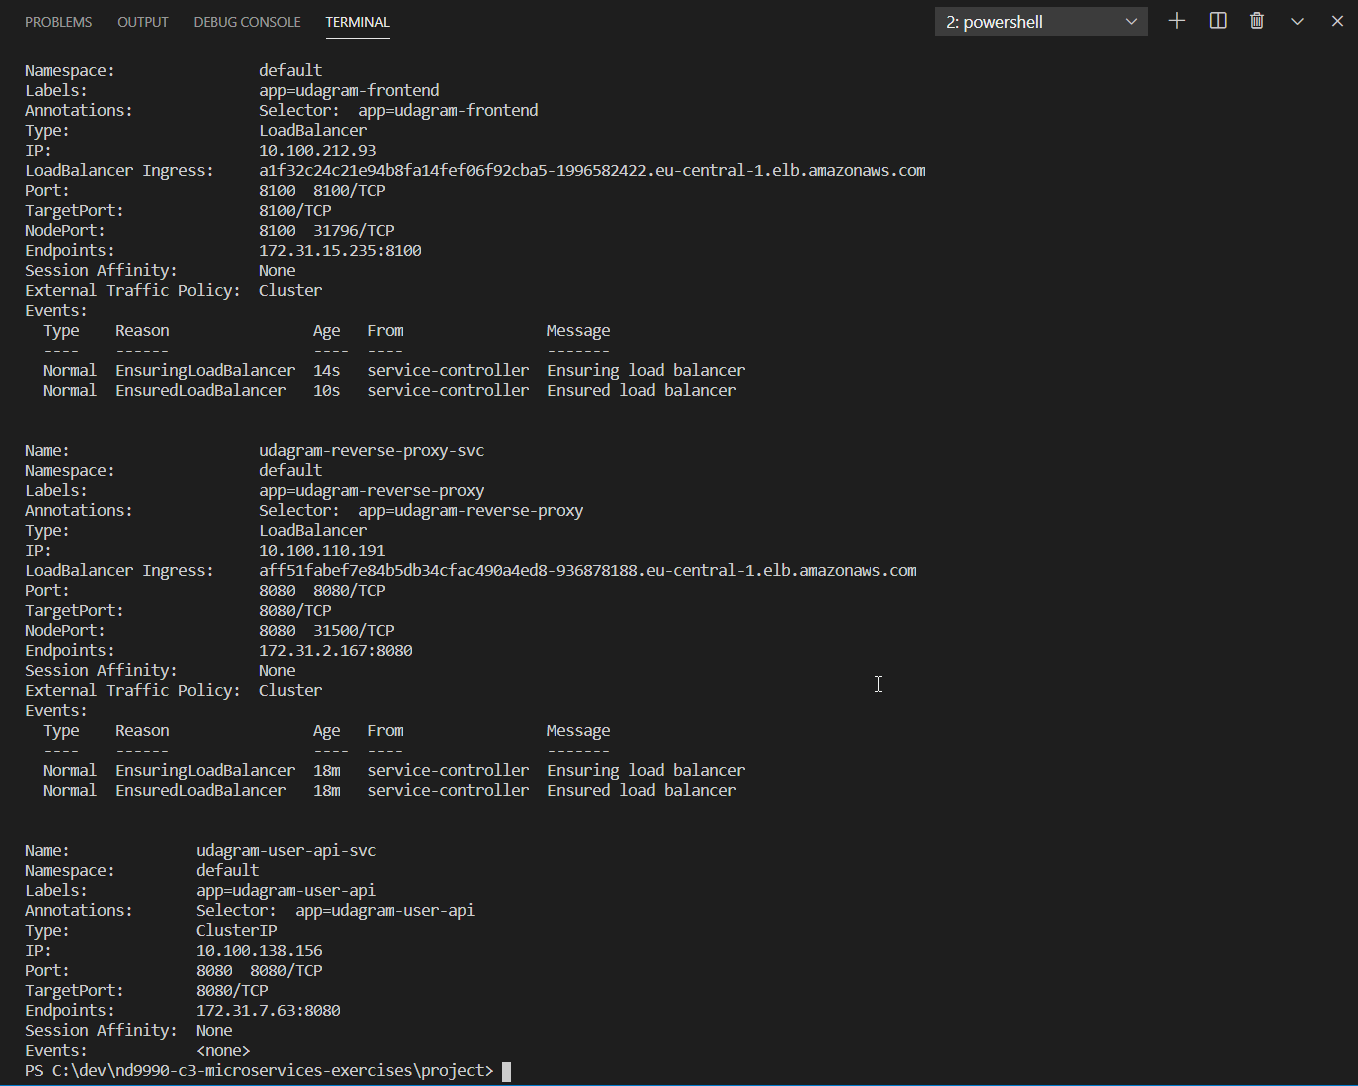 PROBLEMS OUTPUT DEBUG CONSOLE TERMINAL 2: powershell
Namespace: default
Labels: app=udagram-frontend
Annotations: Selector: app=udagram-frontend
Type: LoadBalancer
IP: 10.100.212.93
LoadBalancer Ingress: a1f32c24c21e94b8fa14fef06f92cba5-1996582422.eu-central-1.elb.amazonaws.com
Port: 8100 8100/TCP
TargetPort: 8100/TCP
NodePort: 8100 31796/TCP
Endpoints: 172.31.15.235:8100
Session Affinity: None
External Traffic Policy: Cluster
Events:
Type Reason Age From Message
---- ------ ---- ---- -------
Normal EnsuringLoadBalancer 14s service-controller Ensuring load balancer
Normal EnsuredLoadBalancer 10s service-controller Ensured load balancer
Name: udagram-reverse-proxy-svc
Namespace: default
Labels: app=udagram-reverse-proxy
Annotations: Selector: app=udagram-reverse-proxy
Type: LoadBalancer
IP: 10.100.110.191
LoadBalancer Ingress: aff51fabef7e84b5db34cfac490a4ed8-936878188.eu-central-1.elb.amazonaws.com
Port: 8080 8080/TCP
TargetPort: 8080/TCP
NodePort: 8080 31500/TCP
Endpoints: 172.31.2.167:8080
Session Affinity: None
External Traffic Policy: Cluster
Events:
Type Reason Age From Message
---- ------ ---- ---- -------
Normal EnsuringLoadBalancer 18m service-controller Ensuring load balancer
Normal EnsuredLoadBalancer 18m service-controller Ensured load balancer
Name: udagram-user-api-svc
Namespace: default
Labels: app=udagram-user-api
Annotations: Selector: app=udagram-user-api
Type: ClusterIP
IP: 10.100.138.156
Port: 8080 8080/TCP
TargetPort: 8080/TCP
Endpoints: 172.31.7.63:8080
Session Affinity: None
Events: <none>
PS C:\dev\nd9990-c3-microservices-exercises\project>